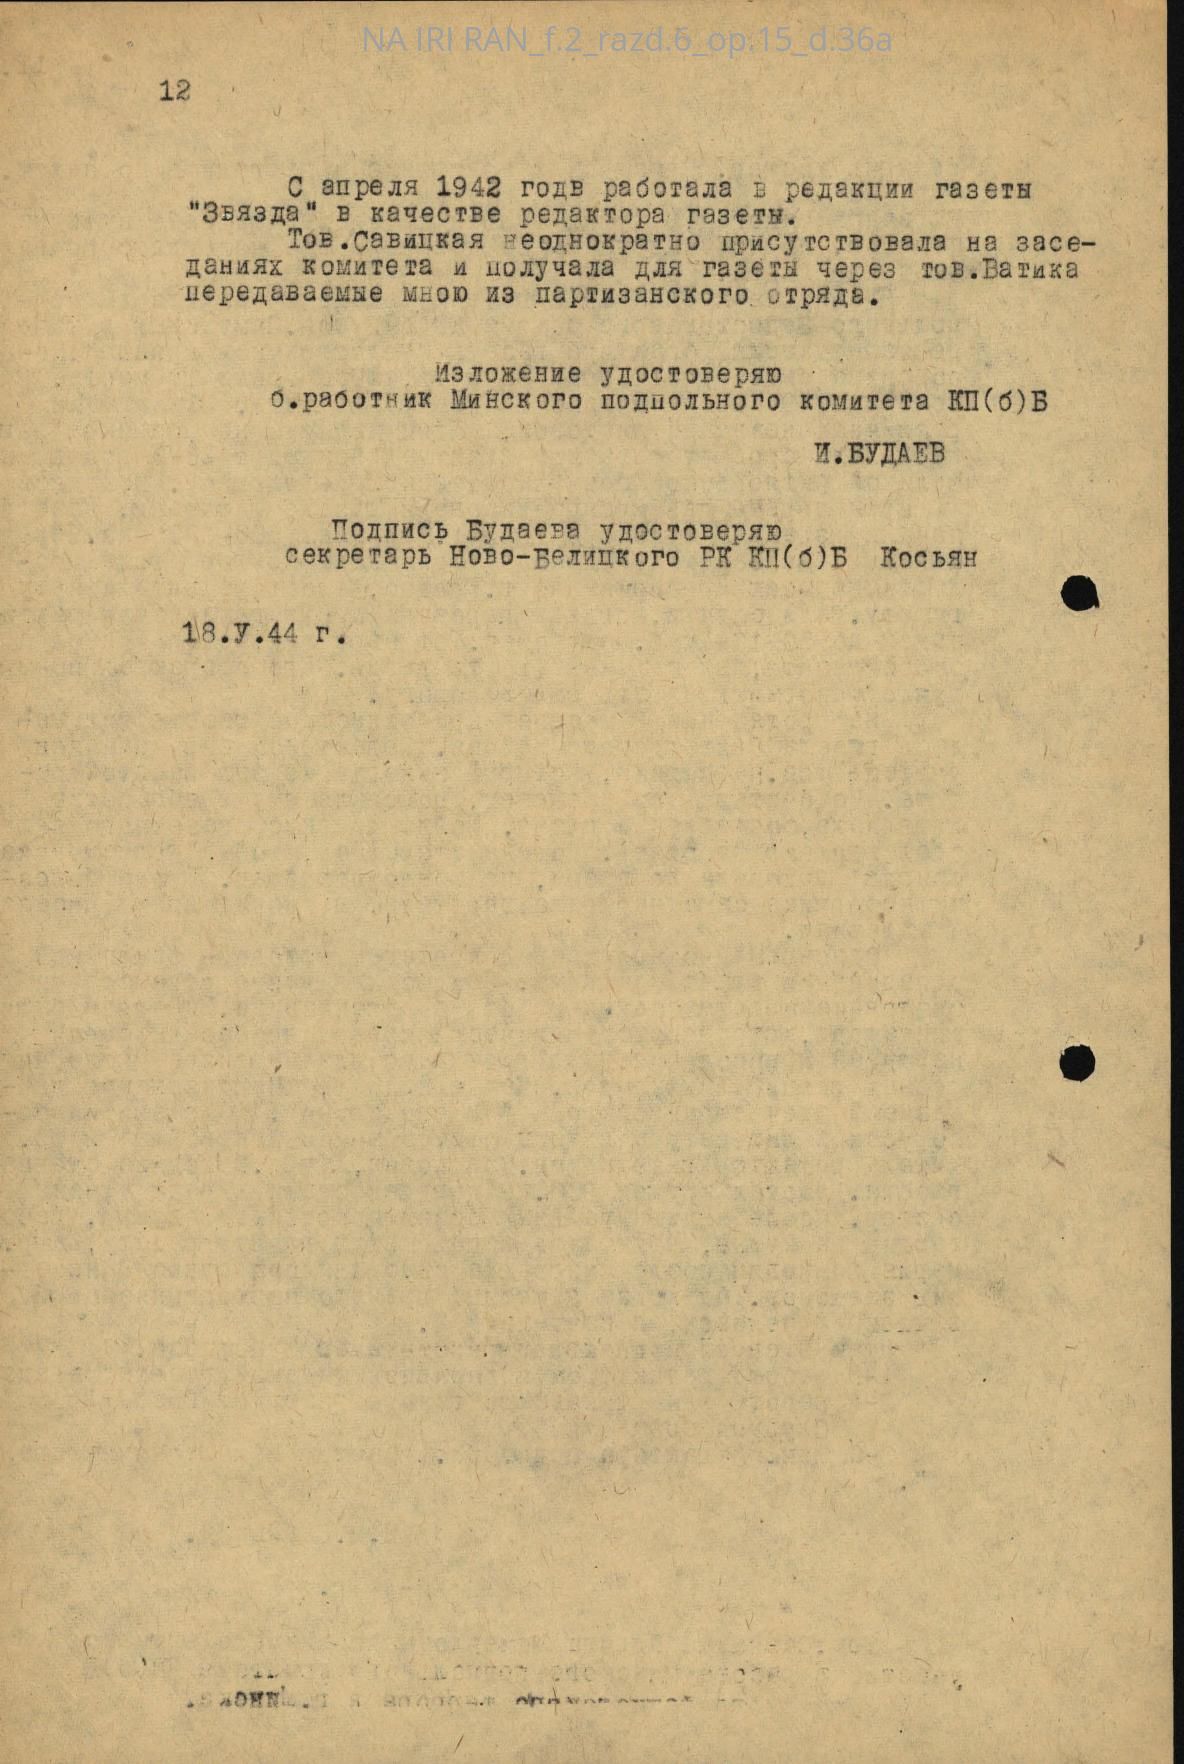 NA IRI RAN_f.2_razd.6_op.15_d.36a
12
С апреля 1942 годв работала в редакции газеты
"Звязда" в качестве редактора газеты.
Тов.Савицкая неоднократно присутствовала на засе-
даниях комитета и получала для газеты через тов.Ватика
передаваемые мною из партизанского отряда.
Изложение удостоверяю
б.работник Минского подпольного комитета КП(б)Б
И.БУДАЕВ
Подпись Будаева удостоверяю
секретарь Ново-Белицкого РК КП(б)Б Косьян
18.У.44 г.